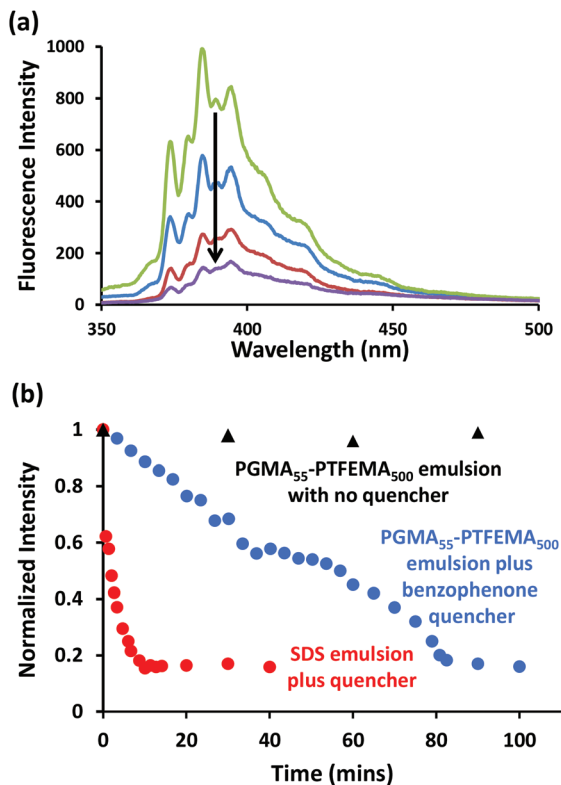 (a)
Fluorescence Intensity
1000
800
600
400
200
0
350
400
450
500
Wavelength (nm)
(b)
Normalized Intensity
1
0.8
0.6
0.4
0.2
0
PGMA₅₅-PTFEMA₅₀₀ emulsion
with no quencher
PGMA₅₅-PTFEMA₅₀₀
emulsion plus
benzophenone
quencher
SDS emulsion
plus quencher
0
20
40
60
80
100
Time (mins)